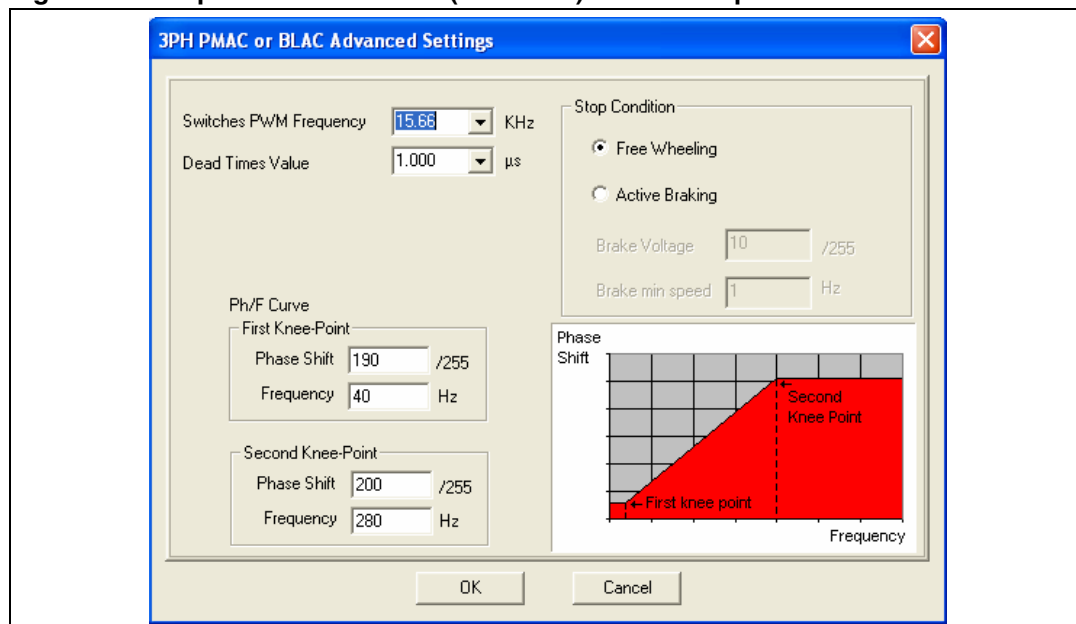 3PH PMAC or BLAC Advanced Settings
Switches PWM Frequency 15.66 KHz
Dead Times Value 1.000 µs
Stop Condition
Free Wheeling
Active Braking
Brake Voltage 10 /255
Brake min speed 1 Hz
Ph/F Curve
First Knee-Point
Phase Shift 190 /255
Frequency 40 Hz
Second Knee-Point
Phase Shift 200 /255
Frequency 280 Hz
Phase
Shift
Second
Knee Point
First knee point
Frequency
OK
Cancel